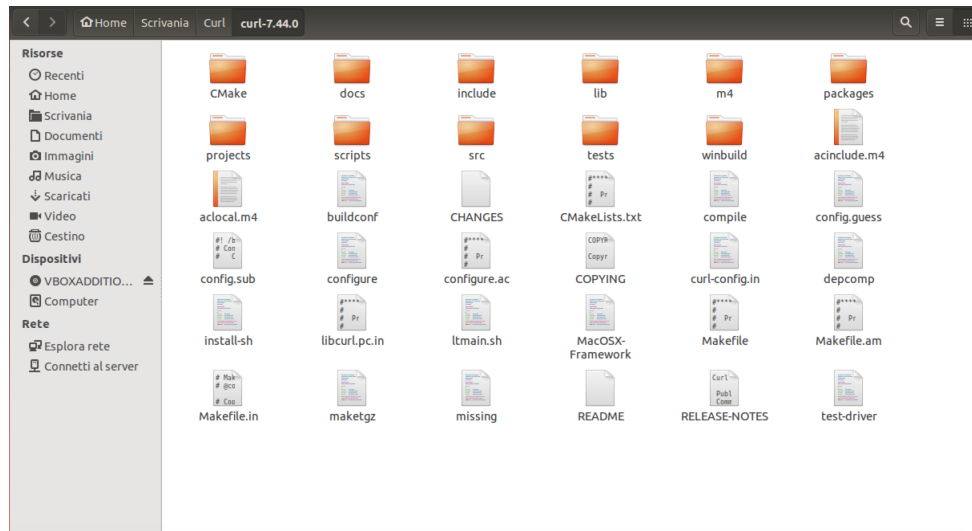 Home Scrivania Curl curl-7.44.0
Risorse
Recenti
Home
Scrivania
Documenti
Immagini
Musica
Scaricati
Video
Cestino
Dispositivi
VBOXADDITIO...
Computer
Rete
Esplora rete
Connetti al server
CMake docs include lib m4 packages
projects scripts src tests winbuild acinclude.m4
aclocal.m4 buildconf CHANGES CMakeLists.txt compile config.guess
config.sub configure configure.ac COPYING curl-config.in depcomp
install-sh libcurl.pc.in ltmain.sh MacOSX-Framework Makefile Makefile.am
Makefile.in maketgz missing README RELEASE-NOTES test-driver